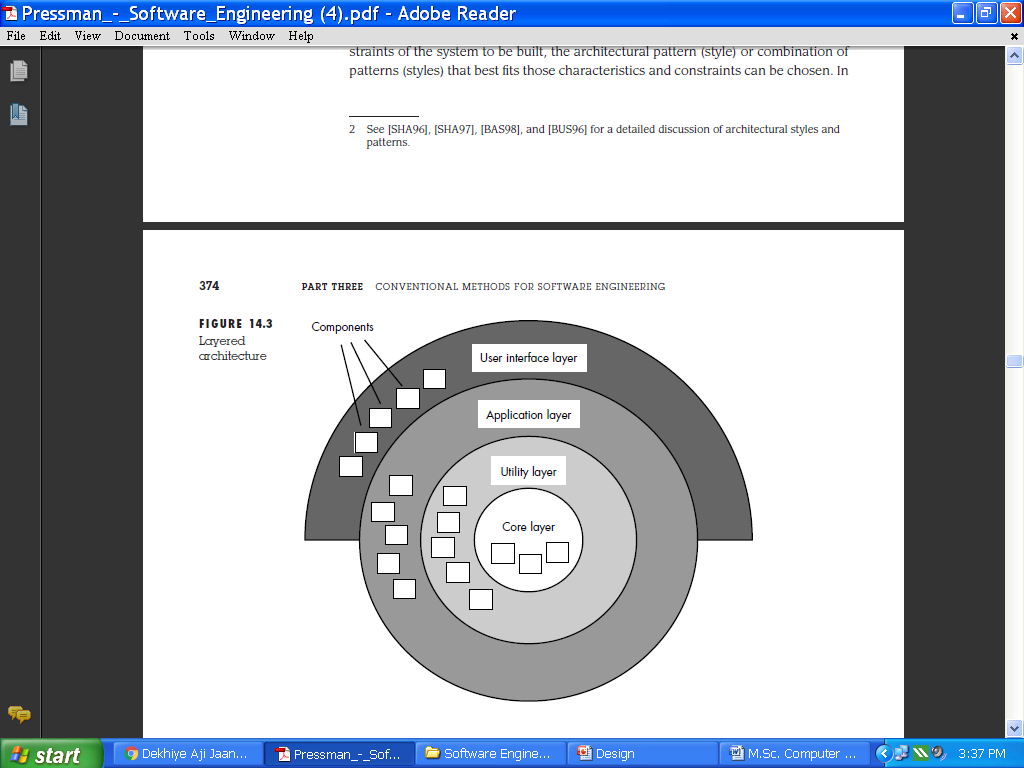 Pressman_-_Software_Engineering (4).pdf - Adobe Reader
File Edit View Document Tools Window Help
straints of the system to be built, the architectural pattern (style) or combination of
patterns (styles) that best fits those characteristics and constraints can be chosen. In
2 See [SHA96], [SHA97], [BAS98], and [BUS96] for a detailed discussion of architectural styles and
patterns.
374 PART THREE CONVENTIONAL METHODS FOR SOFTWARE ENGINEERING
FIGURE 14.3
Layered
architecture
Components
User interface layer
Application layer
Utility layer
Core layer
start Dekhiye Aji Jaan... Pressman_-_Sof... Software Engine... Design M.Sc. Computer ... 3:37 PM